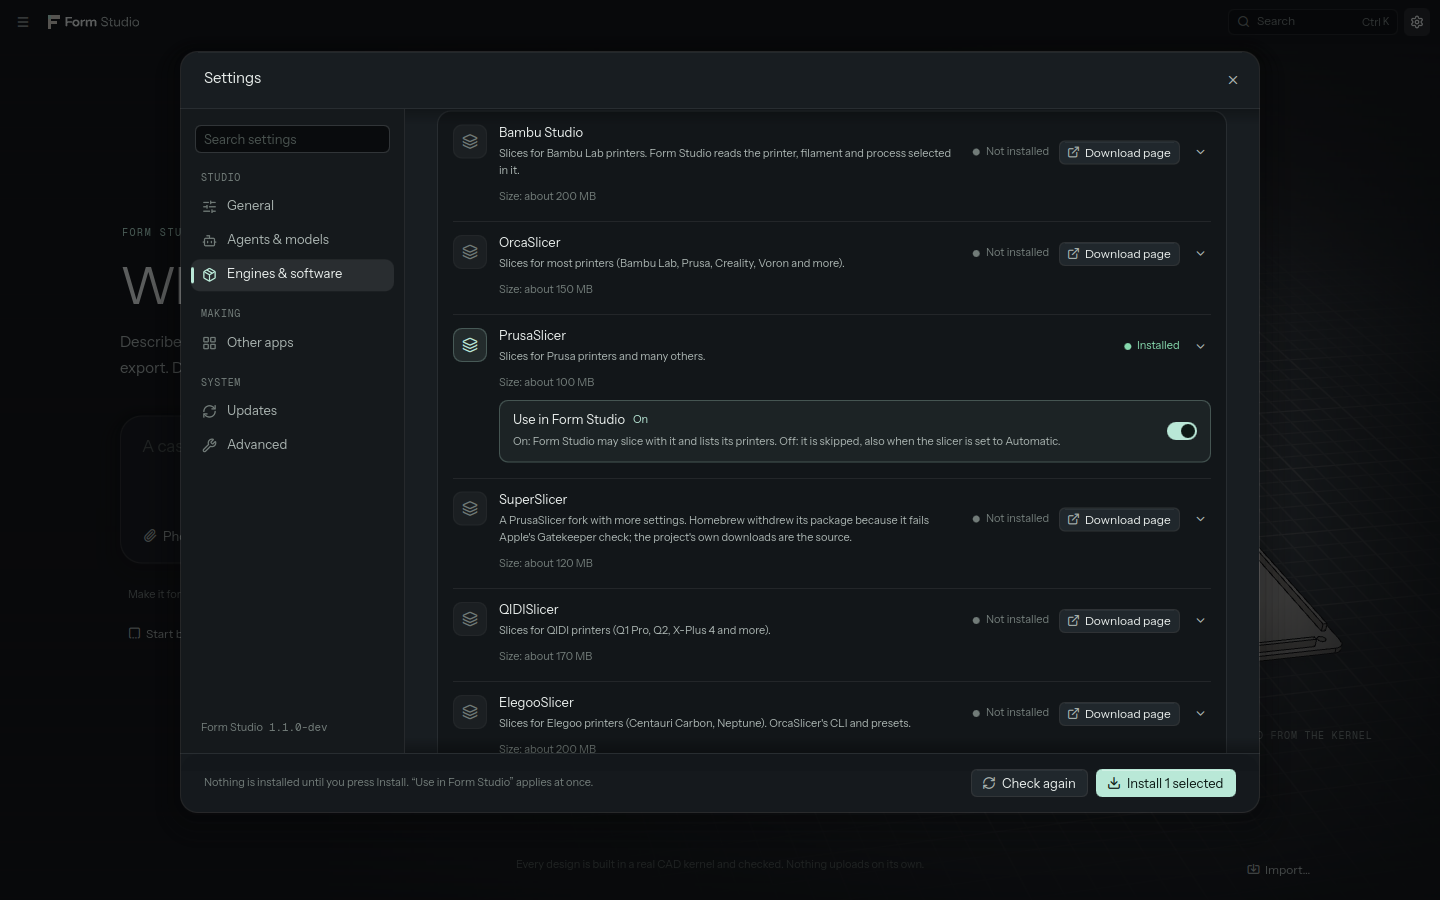 Form Studio
Search
Ctrl K
Settings
Search settings
STUDIO
General
Agents & models
Engines & software
MAKING
Other apps
SYSTEM
Updates
Advanced
Form Studio 1.1.0-dev
Bambu Studio
Slices for Bambu Lab printers. Form Studio reads the printer, filament and process selected
in it.
Size: about 200 MB
Not installed
Download page
OrcaSlicer
Slices for most printers (Bambu Lab, Prusa, Creality, Voron and more).
Size: about 150 MB
Not installed
Download page
PrusaSlicer
Slices for Prusa printers and many others.
Size: about 100 MB
Installed
Use in Form Studio On
On: Form Studio may slice with it and lists its printers. Off: it is skipped, also when the slicer is set to Automatic.
SuperSlicer
A PrusaSlicer fork with more settings. Homebrew withdrew its package because it fails
Apple's Gatekeeper check; the project's own downloads are the source.
Size: about 120 MB
Not installed
Download page
QIDISlicer
Slices for QIDI printers (Q1 Pro, Q2, X-Plus 4 and more).
Size: about 170 MB
Not installed
Download page
ElegooSlicer
Slices for Elegoo printers (Centauri Carbon, Neptune). OrcaSlicer's CLI and presets.
Size: about 200 MB
Not installed
Download page
Nothing is installed until you press Install. “Use in Form Studio” applies at once.
Check again
Install 1 selected
FORM STU
Describe
export. D
A cas
Pho
Make it for
Start b
FROM THE KERNEL
Every design is built in a real CAD kernel and checked. Nothing uploads on its own.
Import...